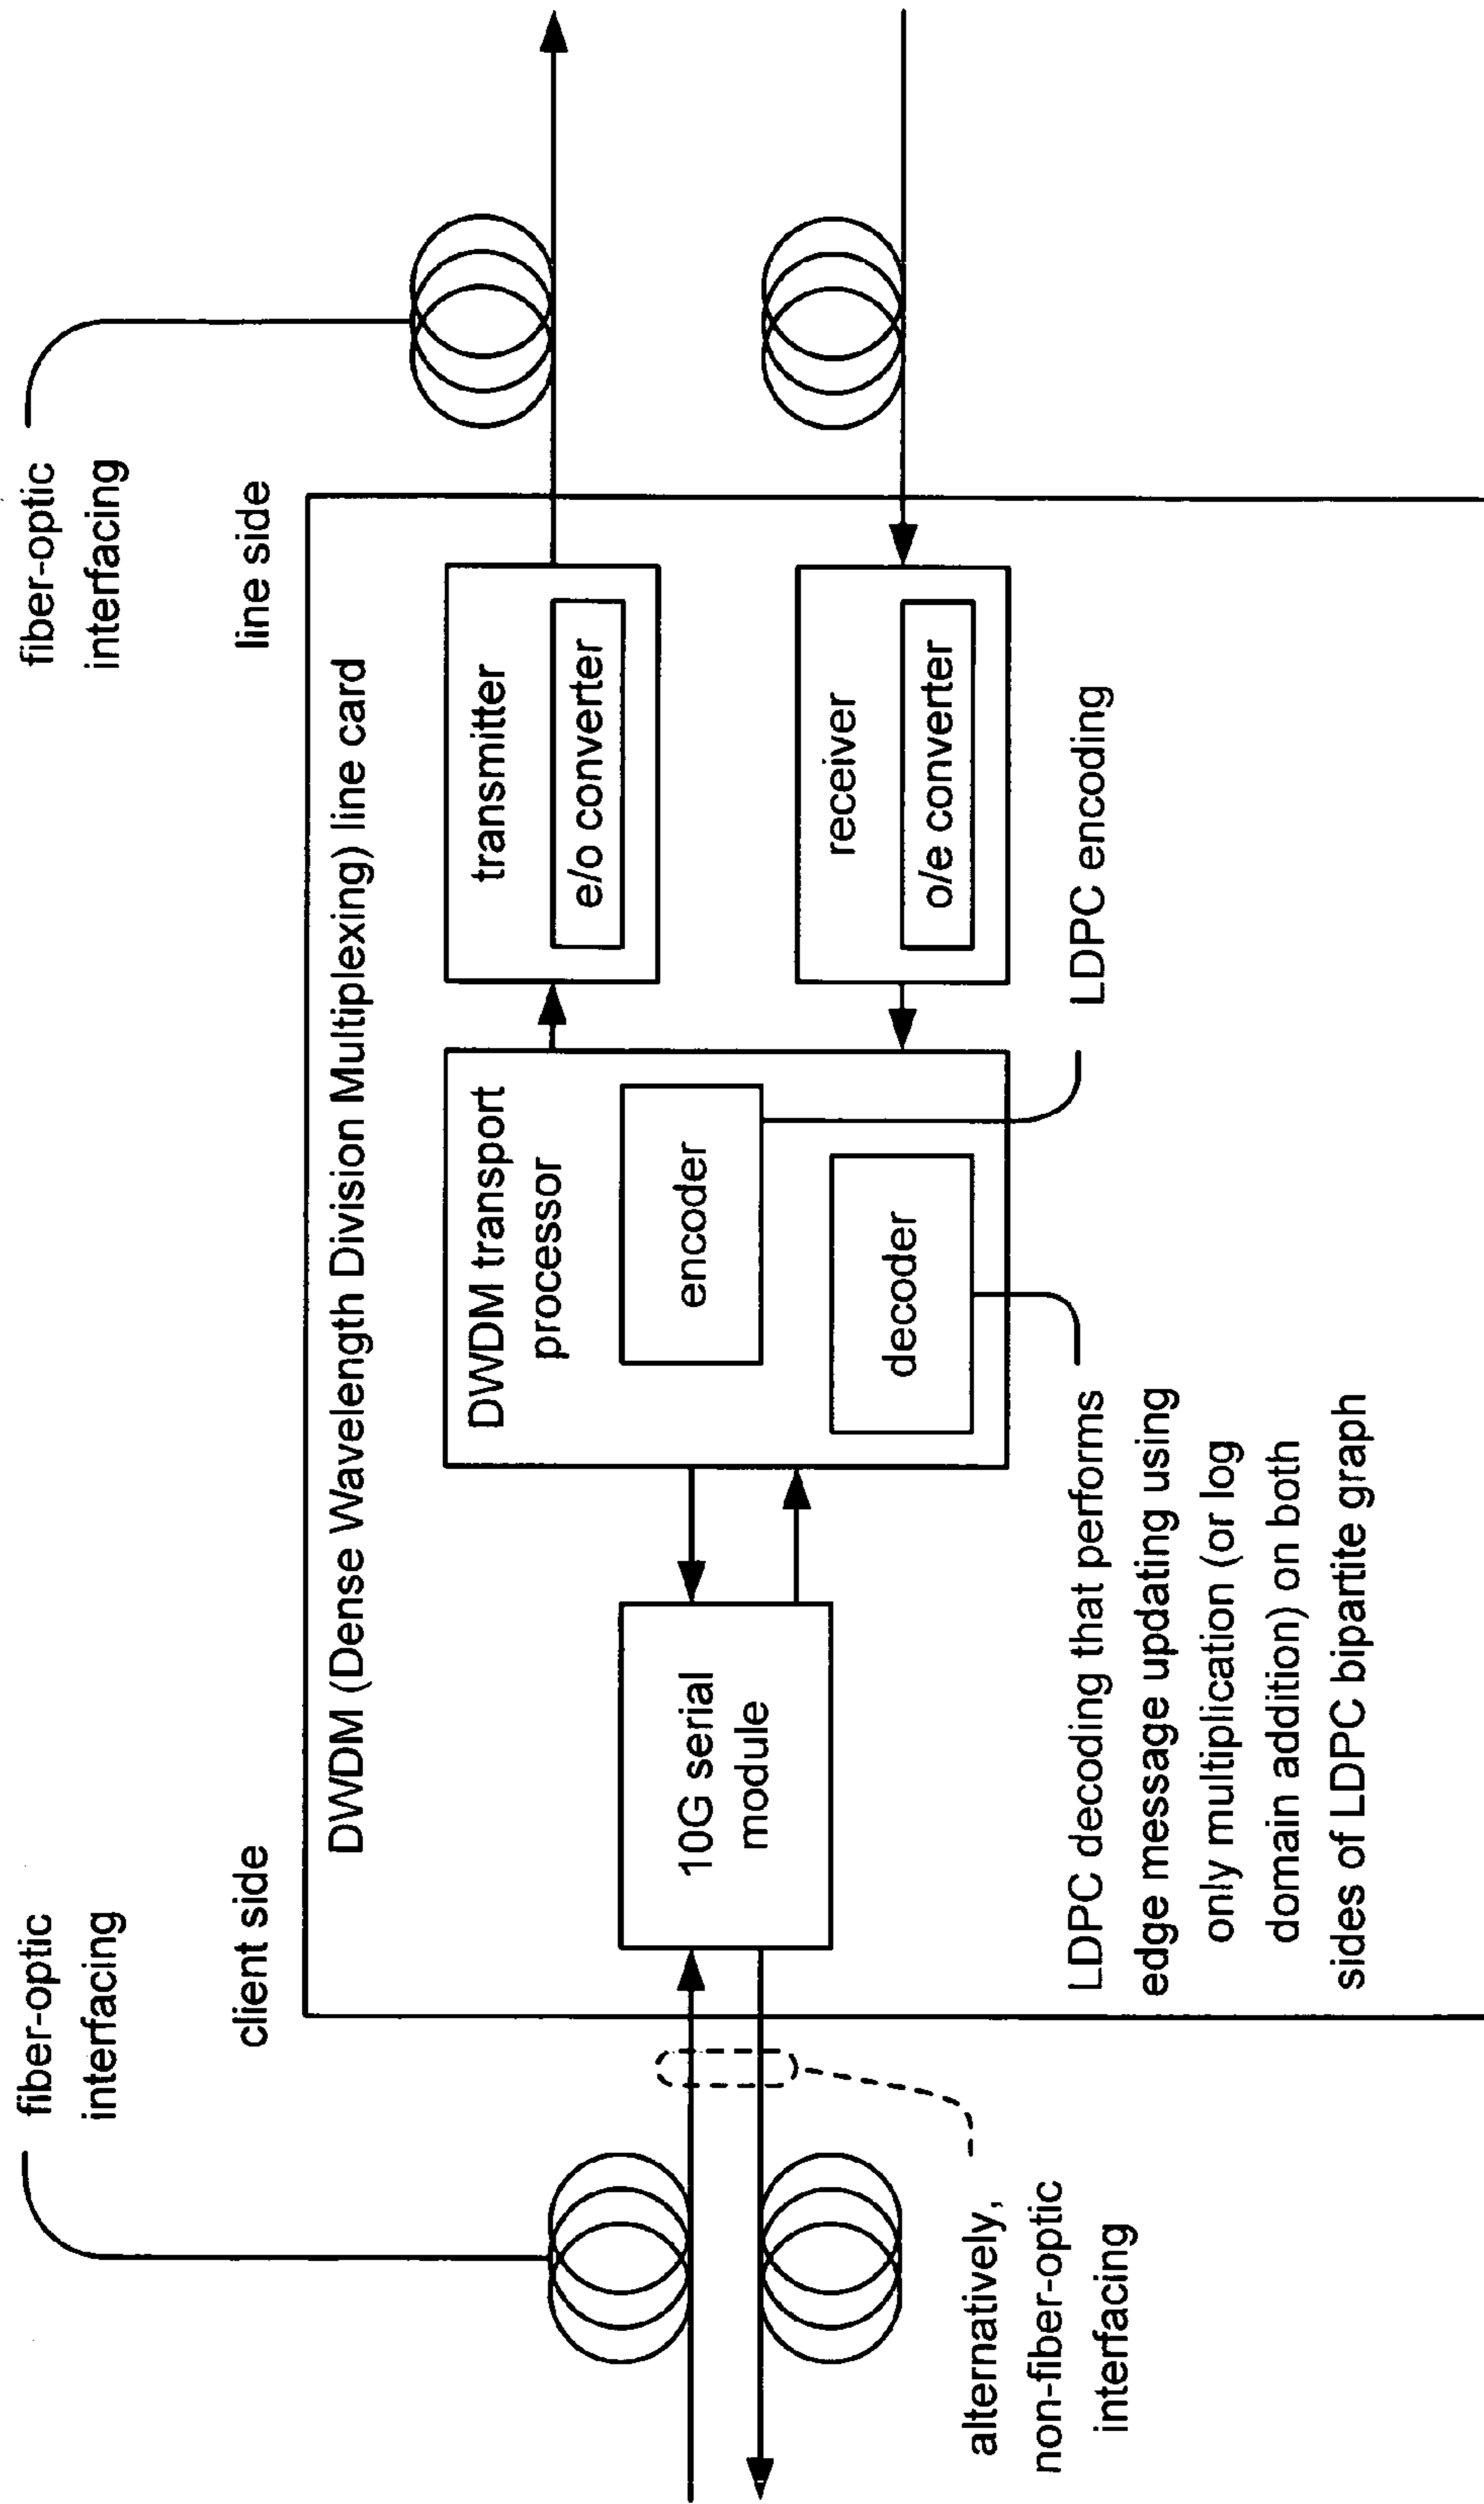 fiber-optic
interfacing
fiber-optic
interfacing
client side
line side
DWDM (Dense Wavelength Division Multiplexing) line card
DWDM transport
processor
transmitter
e/o converter
encoder
10G serial
module
decoder
receiver
o/e converter
alternatively,
non-fiber-optic
interfacing
LDPC decoding that performs
edge message updating using
only multiplication (or log
domain addition) on both
sides of LDPC bipartite graph
LDPC encoding